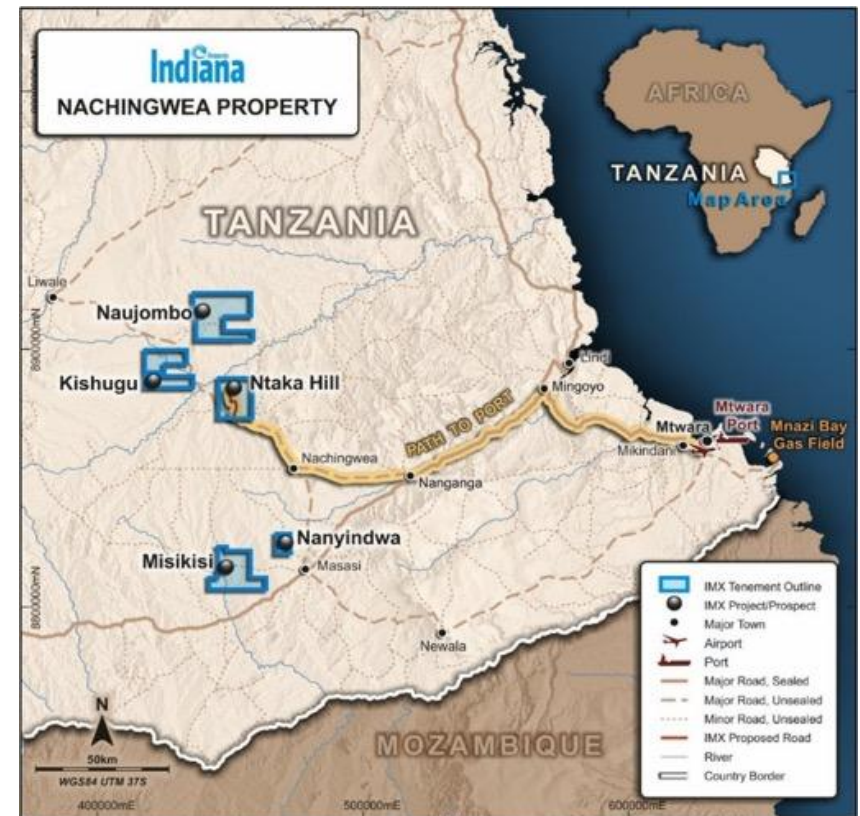 Indiana
NACHINGWEA PROPERTY
AFRICA
TANZANIA
Map Area
TANZANIA
Liwale
Naujombo
Kishugu
Ntaka Hill
Lindi
Mingoyo
PATH TO PORT
Mtwara
Mtwara
Port
Mnazi Bay
Gas Field
Mikindani
Nachingwea
Nanganga
Nanyindwa
Misikisi
Masasi
Newala
MOZAMBIQUE
8900000mN
8800000mN
N
50km
WGS84 UTM 37S
400000mE
500000mE
600000mE
IMX Tenement Outline
IMX Project/Prospect
Major Town
Airport
Port
Major Road, Sealed
Major Road, Unsealed
Minor Road, Unsealed
IMX Proposed Road
River
Country Border